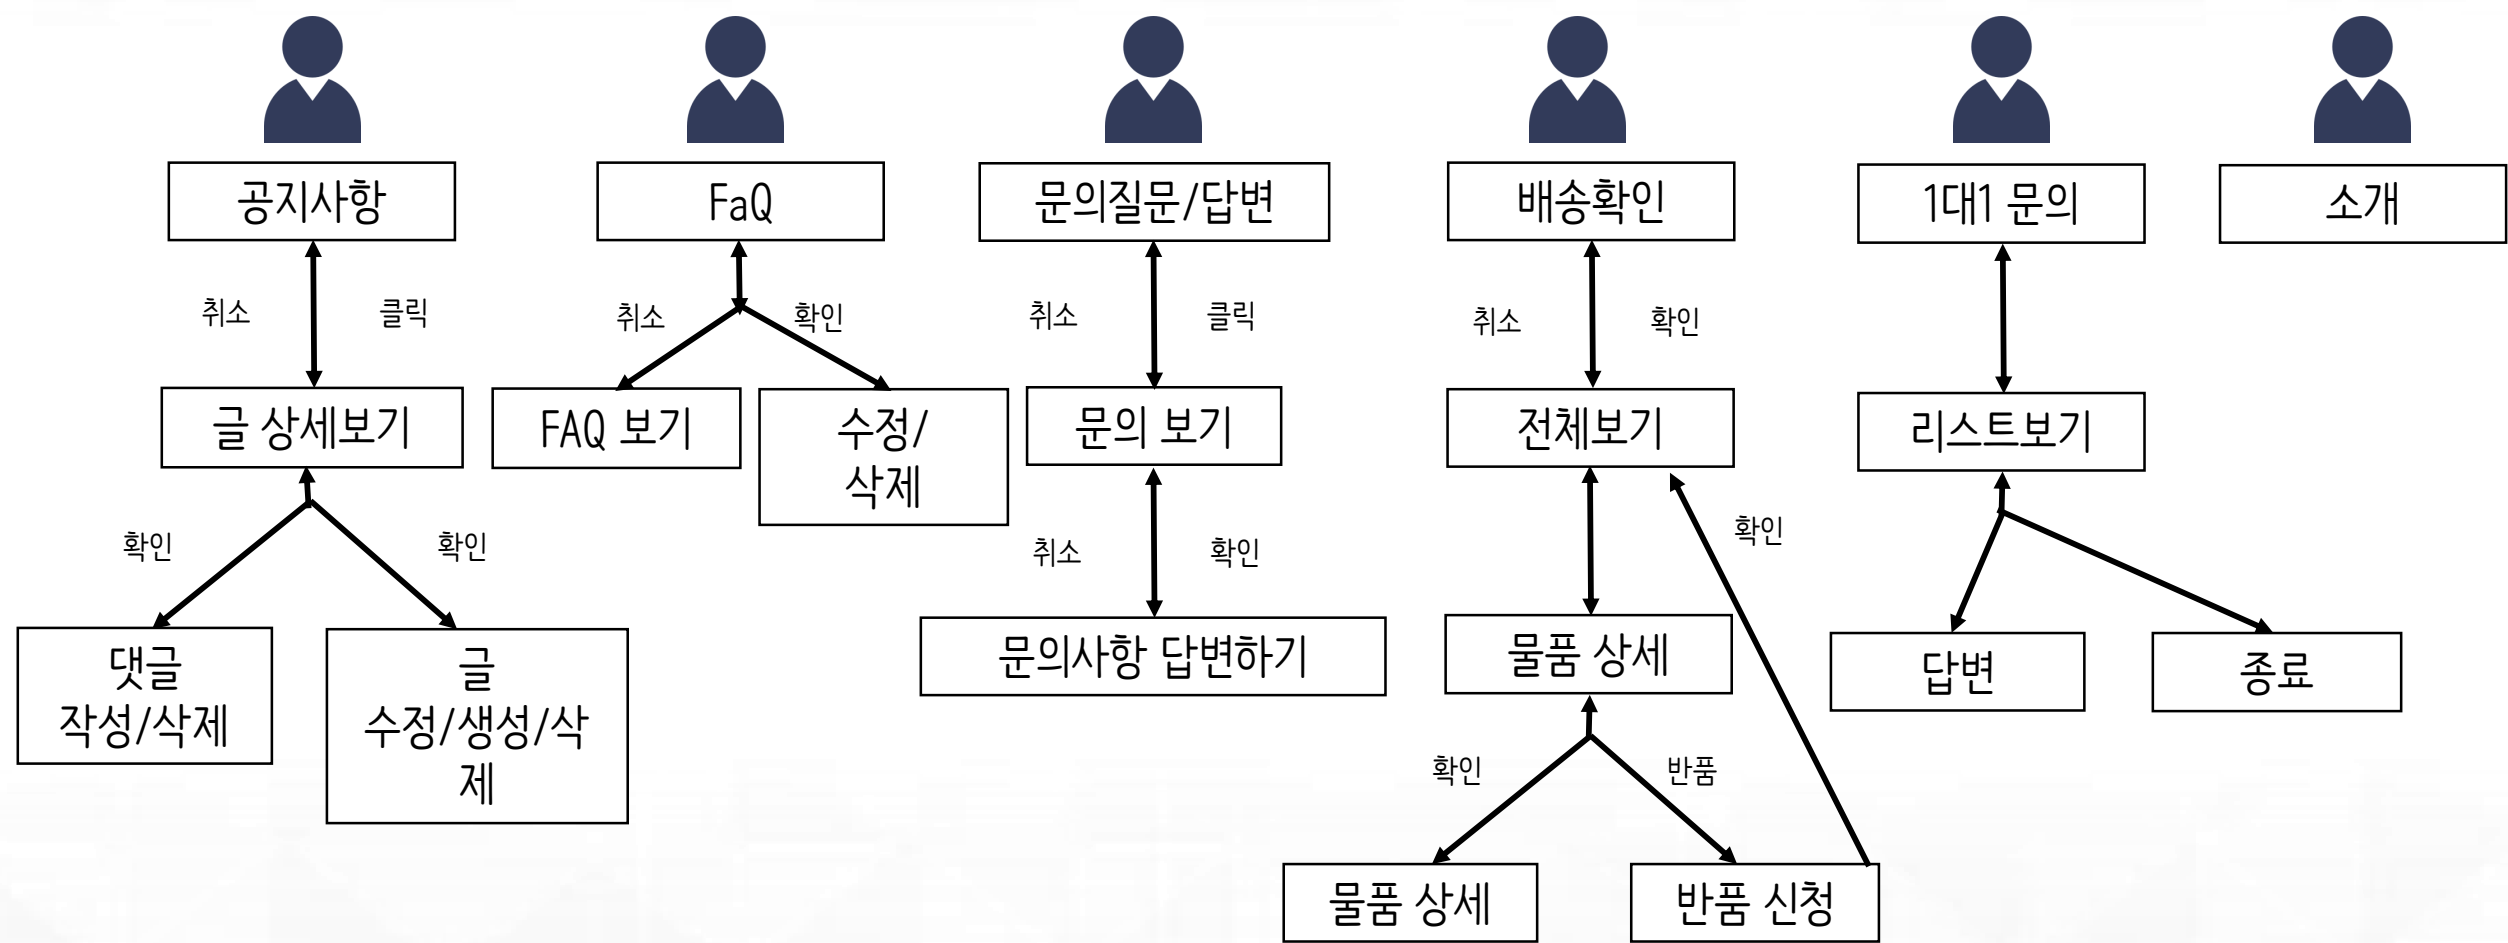 공지사항
FaQ
문의질문/답변
배송확인
1대1 문의
소개
취소
클릭
취소
확인
취소
클릭
취소
확인
글 상세보기
FAQ 보기
수정/
삭제
문의 보기
전체보기
리스트보기
확인
확인
취소
확인
확인
댓글
작성/삭제
글
수정/생성/삭
제
문의사항 답변하기
물품 상세
답변
종료
확인
반품
물품 상세
반품 신청